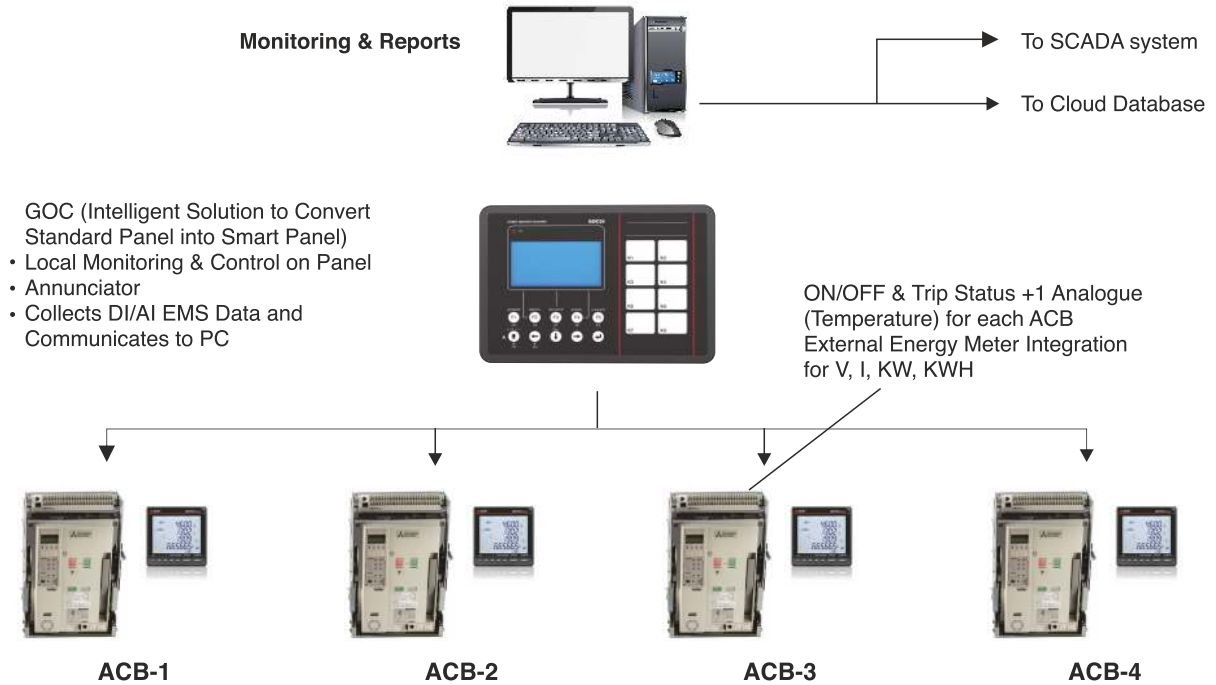 Monitoring & Reports
To SCADA system
To Cloud Database
GOC (Intelligent Solution to Convert
Standard Panel into Smart Panel)
• Local Monitoring & Control on Panel
• Annunciator
• Collects DI/AI EMS Data and
Communicates to PC
ON/OFF & Trip Status +1 Analogue
(Temperature) for each ACB
External Energy Meter Integration
for V, I, KW, KWH
ACB-1
ACB-2
ACB-3
ACB-4